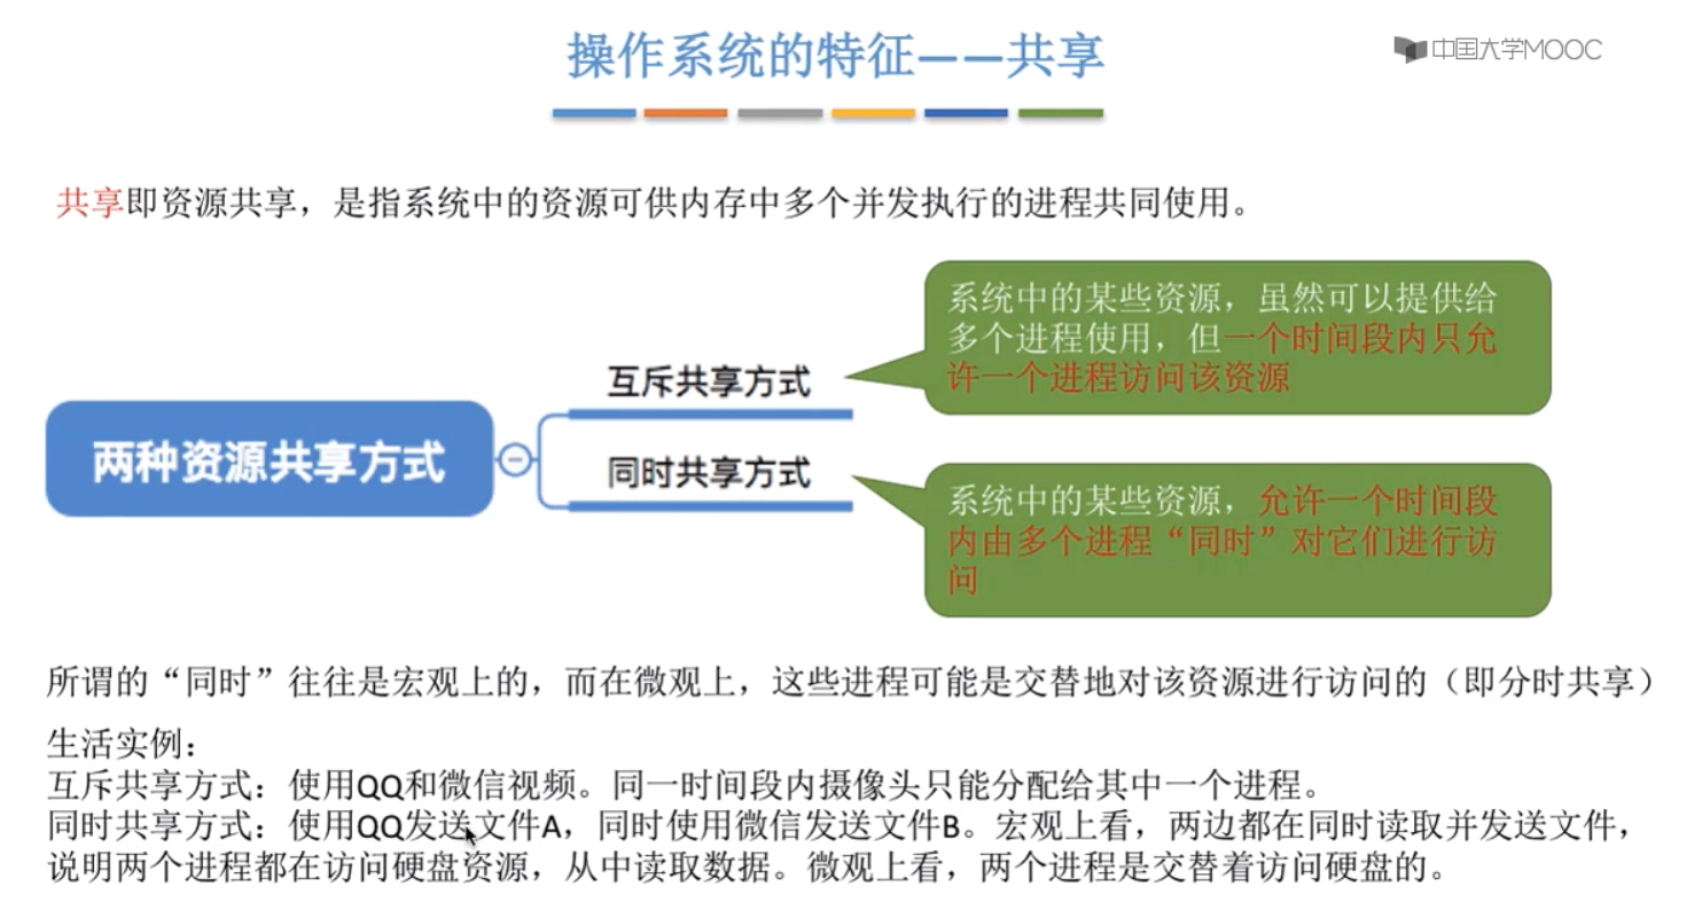 操作系统的特征——共享
中国大学MOOC
共享即资源共享，是指系统中的资源可供内存中多个并发执行的进程共同使用。
系统中的某些资源，虽然可以提供给
多个进程使用，但一个时间段内只允
许一个进程访问该资源
互斥共享方式
两种资源共享方式
同时共享方式
系统中的某些资源，允许一个时间段
内由多个进程“同时”对它们进行访
问
所谓的“同时”往往是宏观上的，而在微观上，这些进程可能是交替地对该资源进行访问的（即分时共享）
生活实例：
互斥共享方式：使用QQ和微信视频。同一时间段内摄像头只能分配给其中一个进程。
同时共享方式：使用QQ发送文件A，同时使用微信发送文件B。宏观上看，两边都在同时读取并发送文件，
说明两个进程都在访问硬盘资源，从中读取数据。微观上看，两个进程是交替着访问硬盘的。